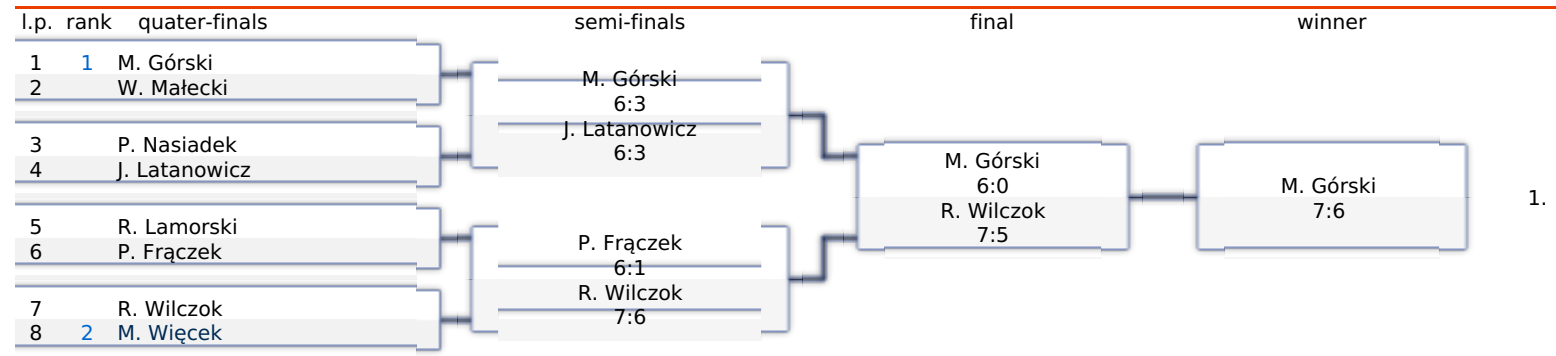 l.p. rank quater-finals semi-finals final winner
1 1 M. Górski
2 W. Małecki
3 P. Nasiadek
4 J. Latanowicz
5 R. Lamorski
6 P. Frączek
7 R. Wilczok
8 2 M. Więcek
M. Górski
6:3
J. Latanowicz
6:3
P. Frączek
6:1
R. Wilczok
7:6
M. Górski
6:0
R. Wilczok
7:5
M. Górski
7:6
1.